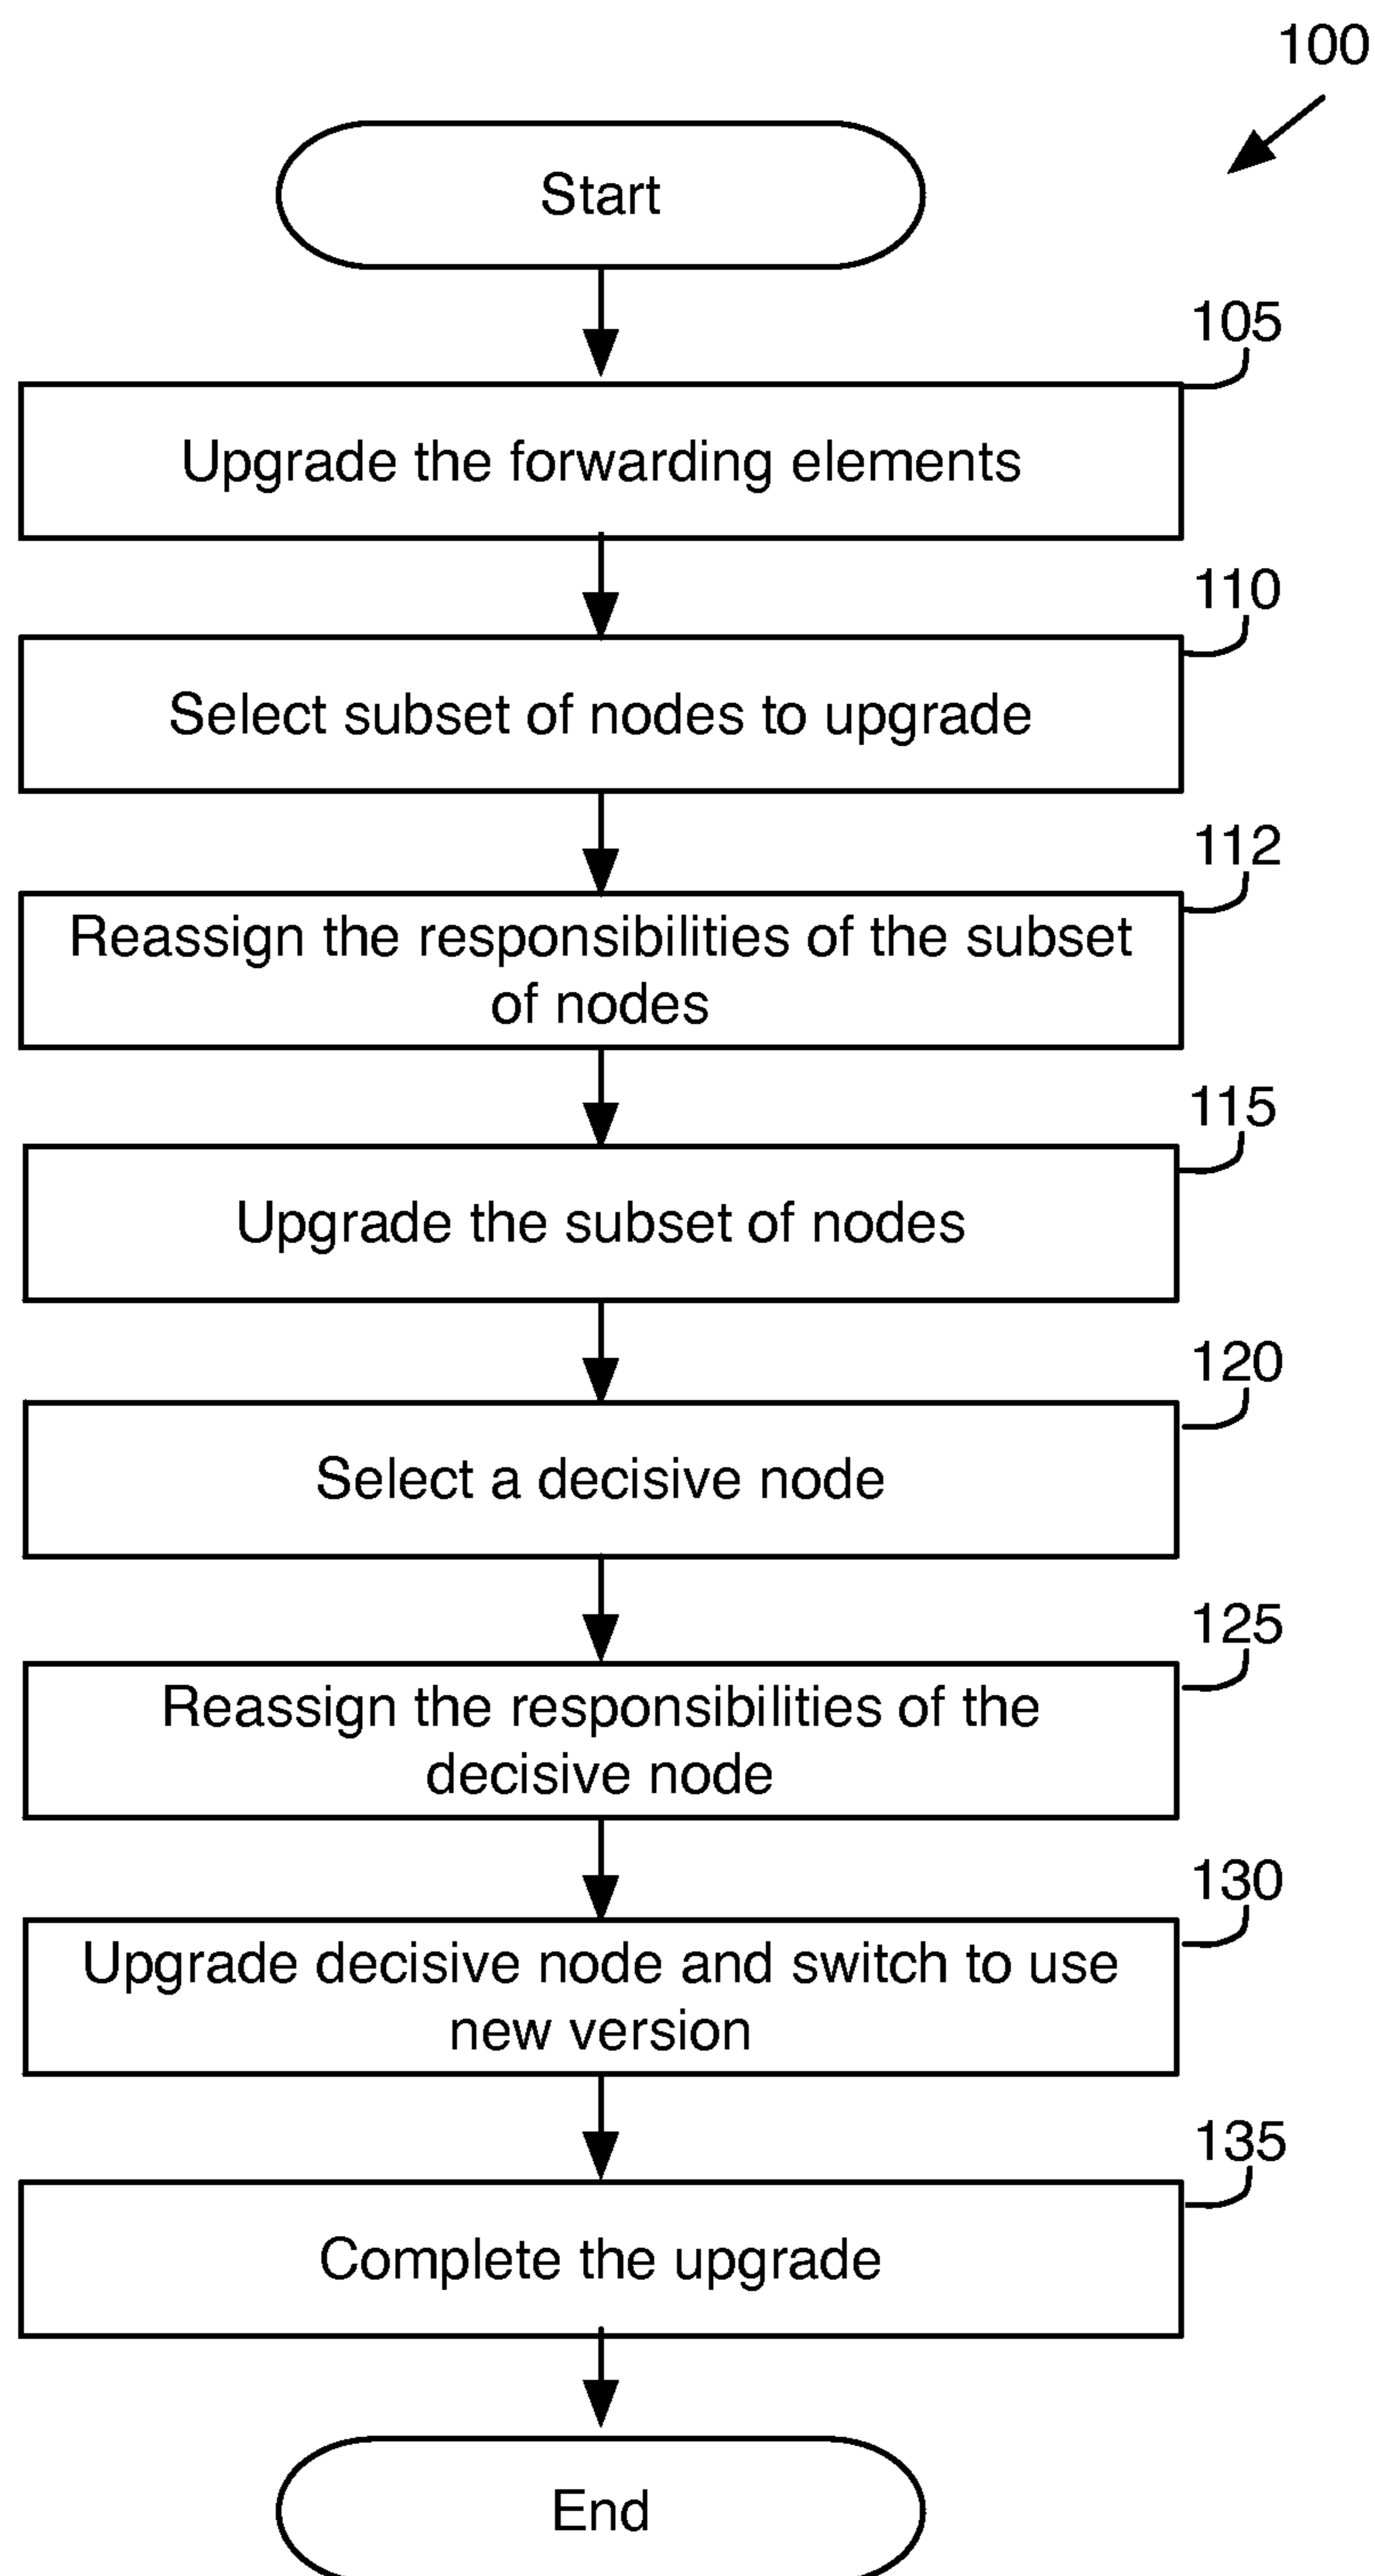 100
Start
105
Upgrade the forwarding elements
110
Select subset of nodes to upgrade
112
Reassign the responsibilities of the subset
of nodes
115
Upgrade the subset of nodes
120
Select a decisive node
125
Reassign the responsibilities of the
decisive node
130
Upgrade decisive node and switch to use
new version
135
Complete the upgrade
End